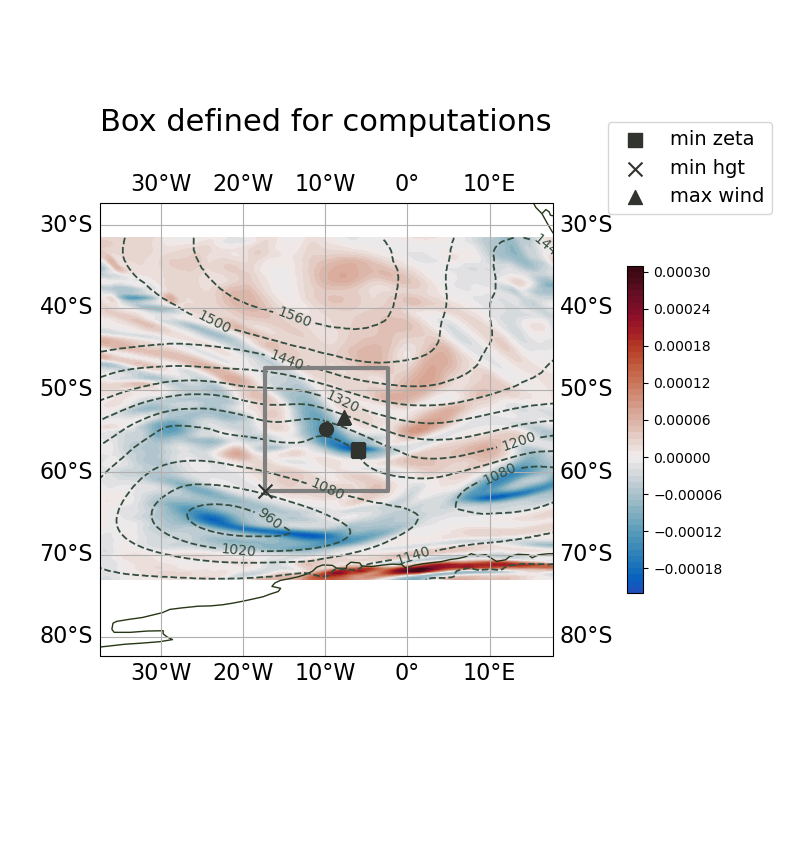 Box defined for computations
min zeta
min hgt
max wind
30°W 20°W 10°W 0° 10°E
30°S 30°S
40°S 40°S
50°S 50°S
60°S 60°S
70°S 70°S
80°S 80°S
30°W 20°W 10°W 0° 10°E
1560
1500
1440
1320
1200
1080
1080
960
1020
1140
0.00030
0.00024
0.00018
0.00012
0.00006
0.00000
−0.00006
−0.00012
−0.00018